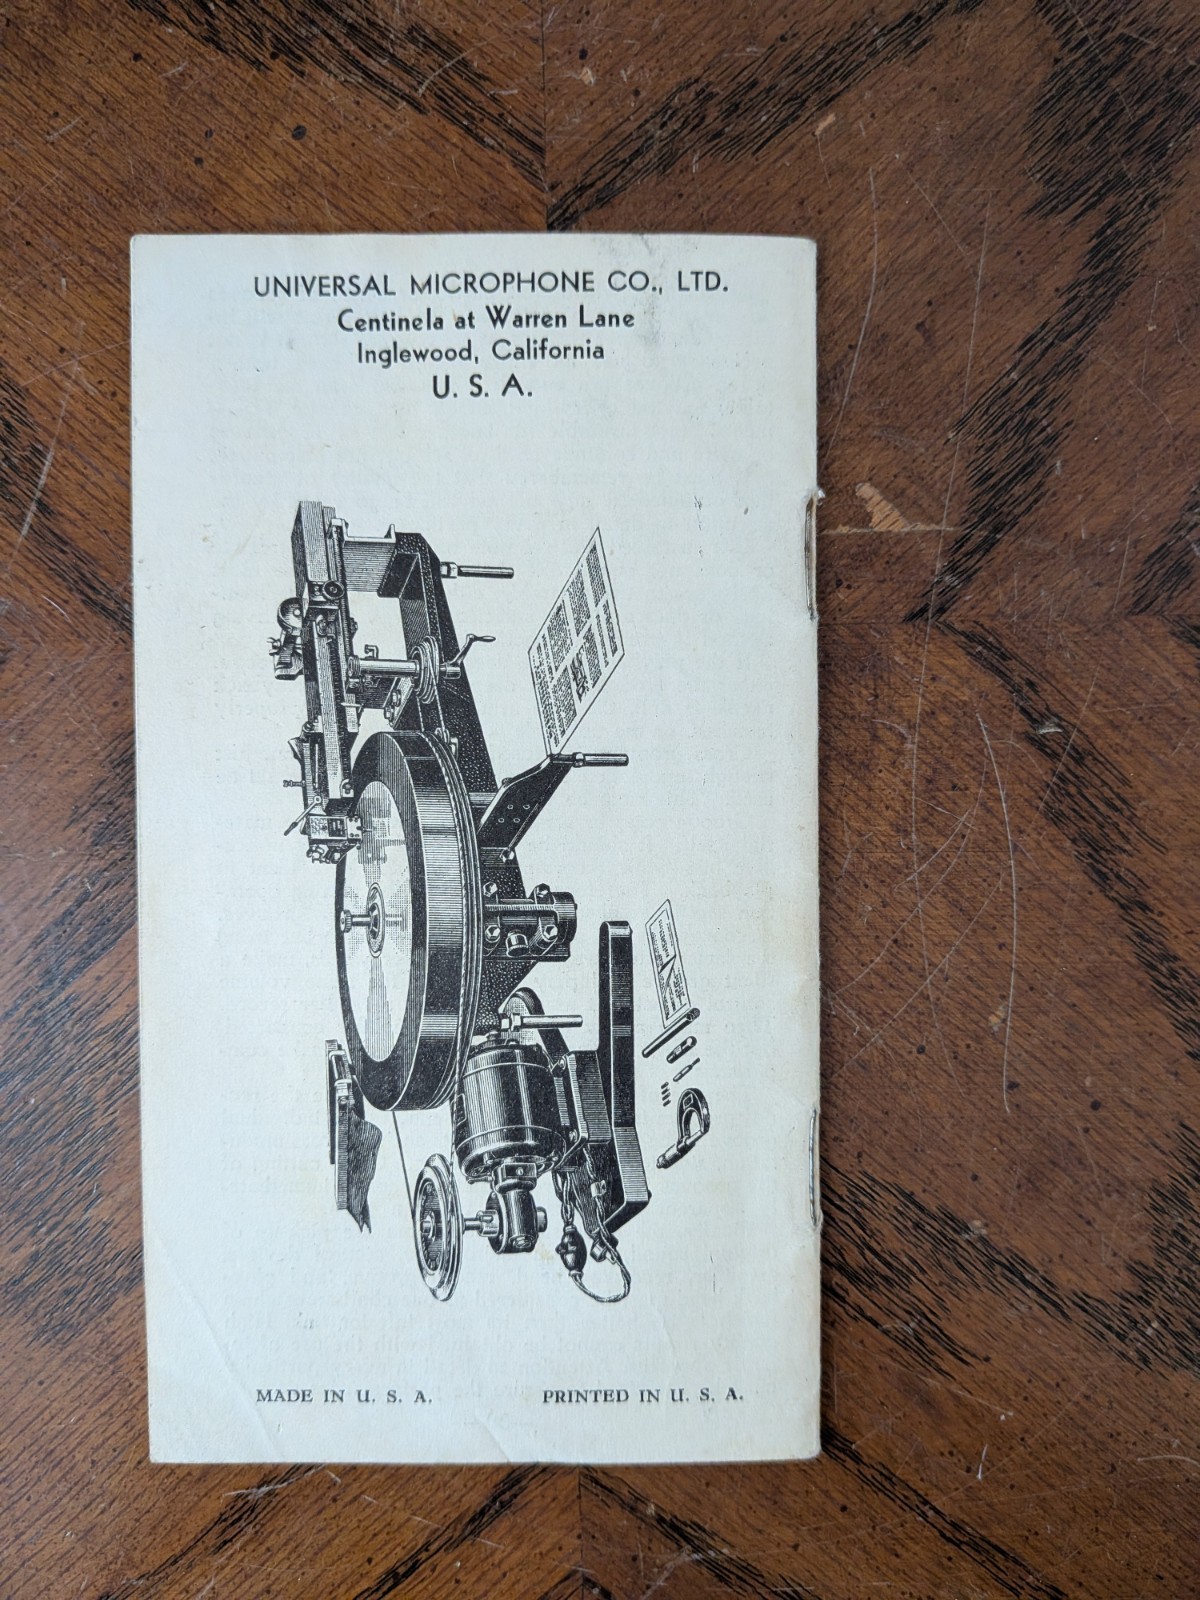 UNIVERSAL MICROPHONE CO., LTD.
Centinela at Warren Lane
Inglewood, California
U. S. A.
MADE IN U. S. A.
PRINTED IN U. S. A.